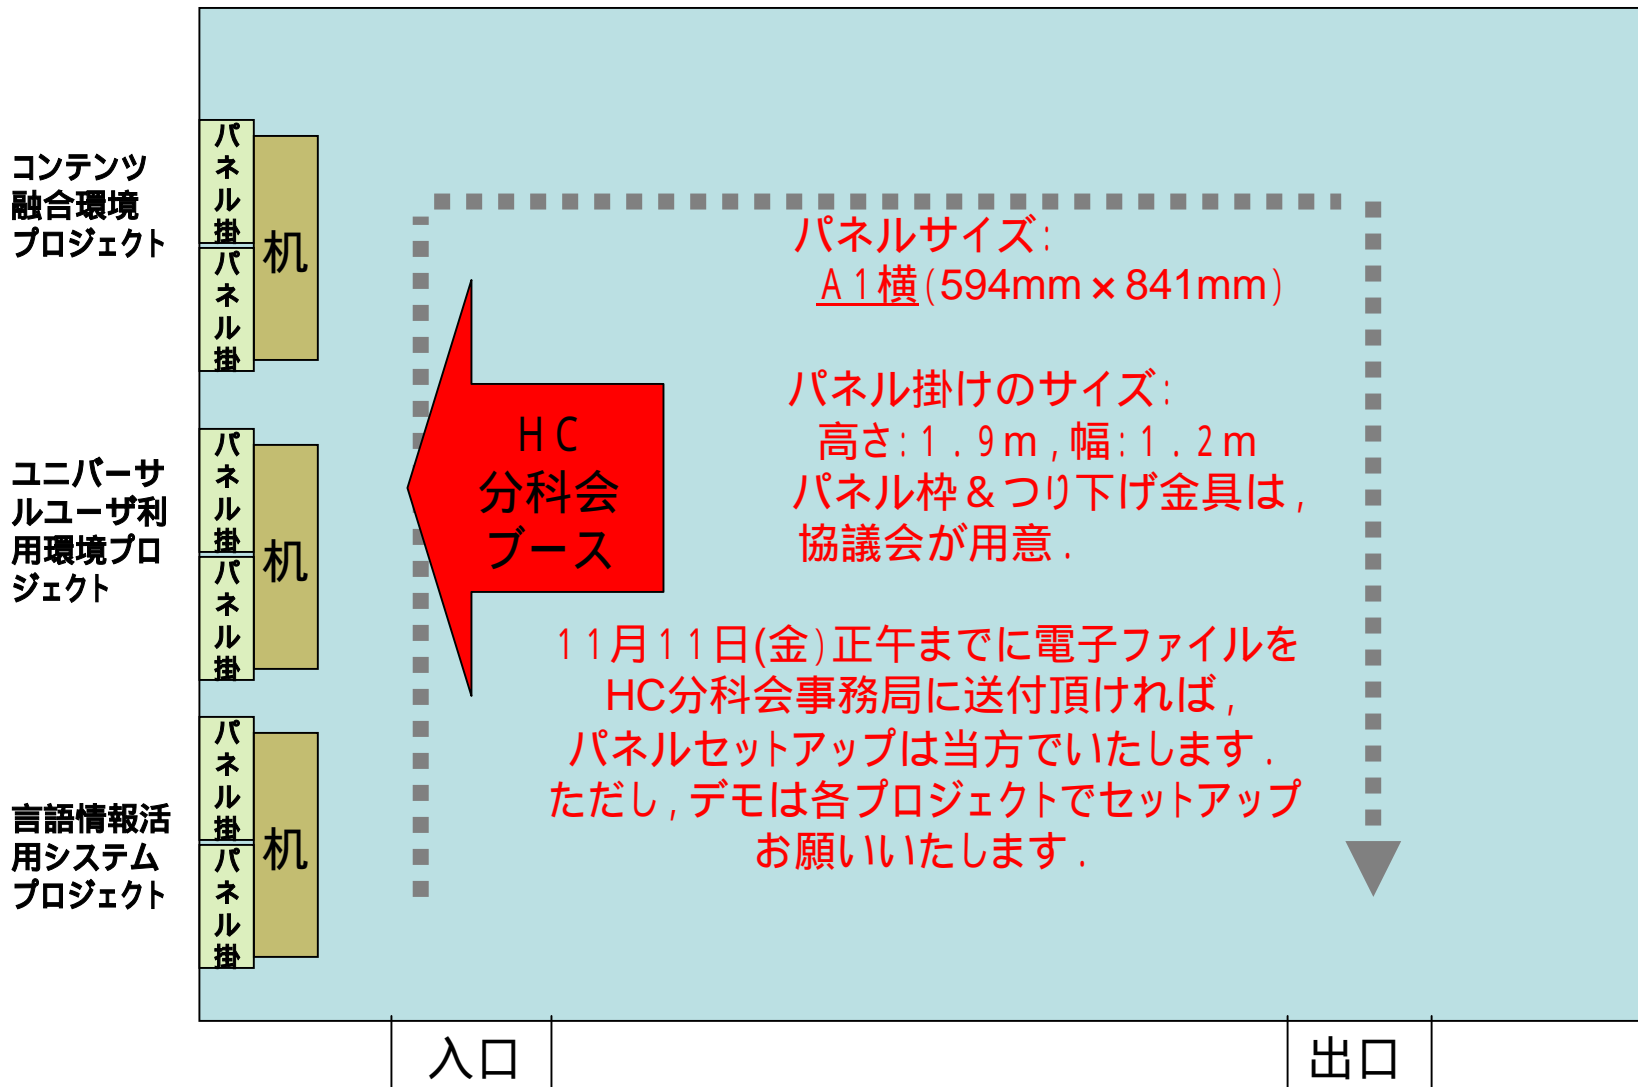 コンテンツ
融合環境
プロジェクト
パネル掛
パネル掛
机
ユニバーサ
ルユーザ利
用環境プロ
ジェクト
パネル掛
パネル掛
机
言語情報活
用システム
プロジェクト
パネル掛
パネル掛
机
HC
分科会
ブース
パネルサイズ:
A1横(594mm×841mm)
パネル掛けのサイズ:
高さ:1.9m,幅:1.2m
パネル枠&つり下げ金具は,
協議会が用意.
11月11日(金)正午までに電子ファイルを
HC分科会事務局に送付頂ければ,
パネルセットアップは当方でいたします.
ただし,デモは各プロジェクトでセットアップ
お願いいたします.
入口
出口